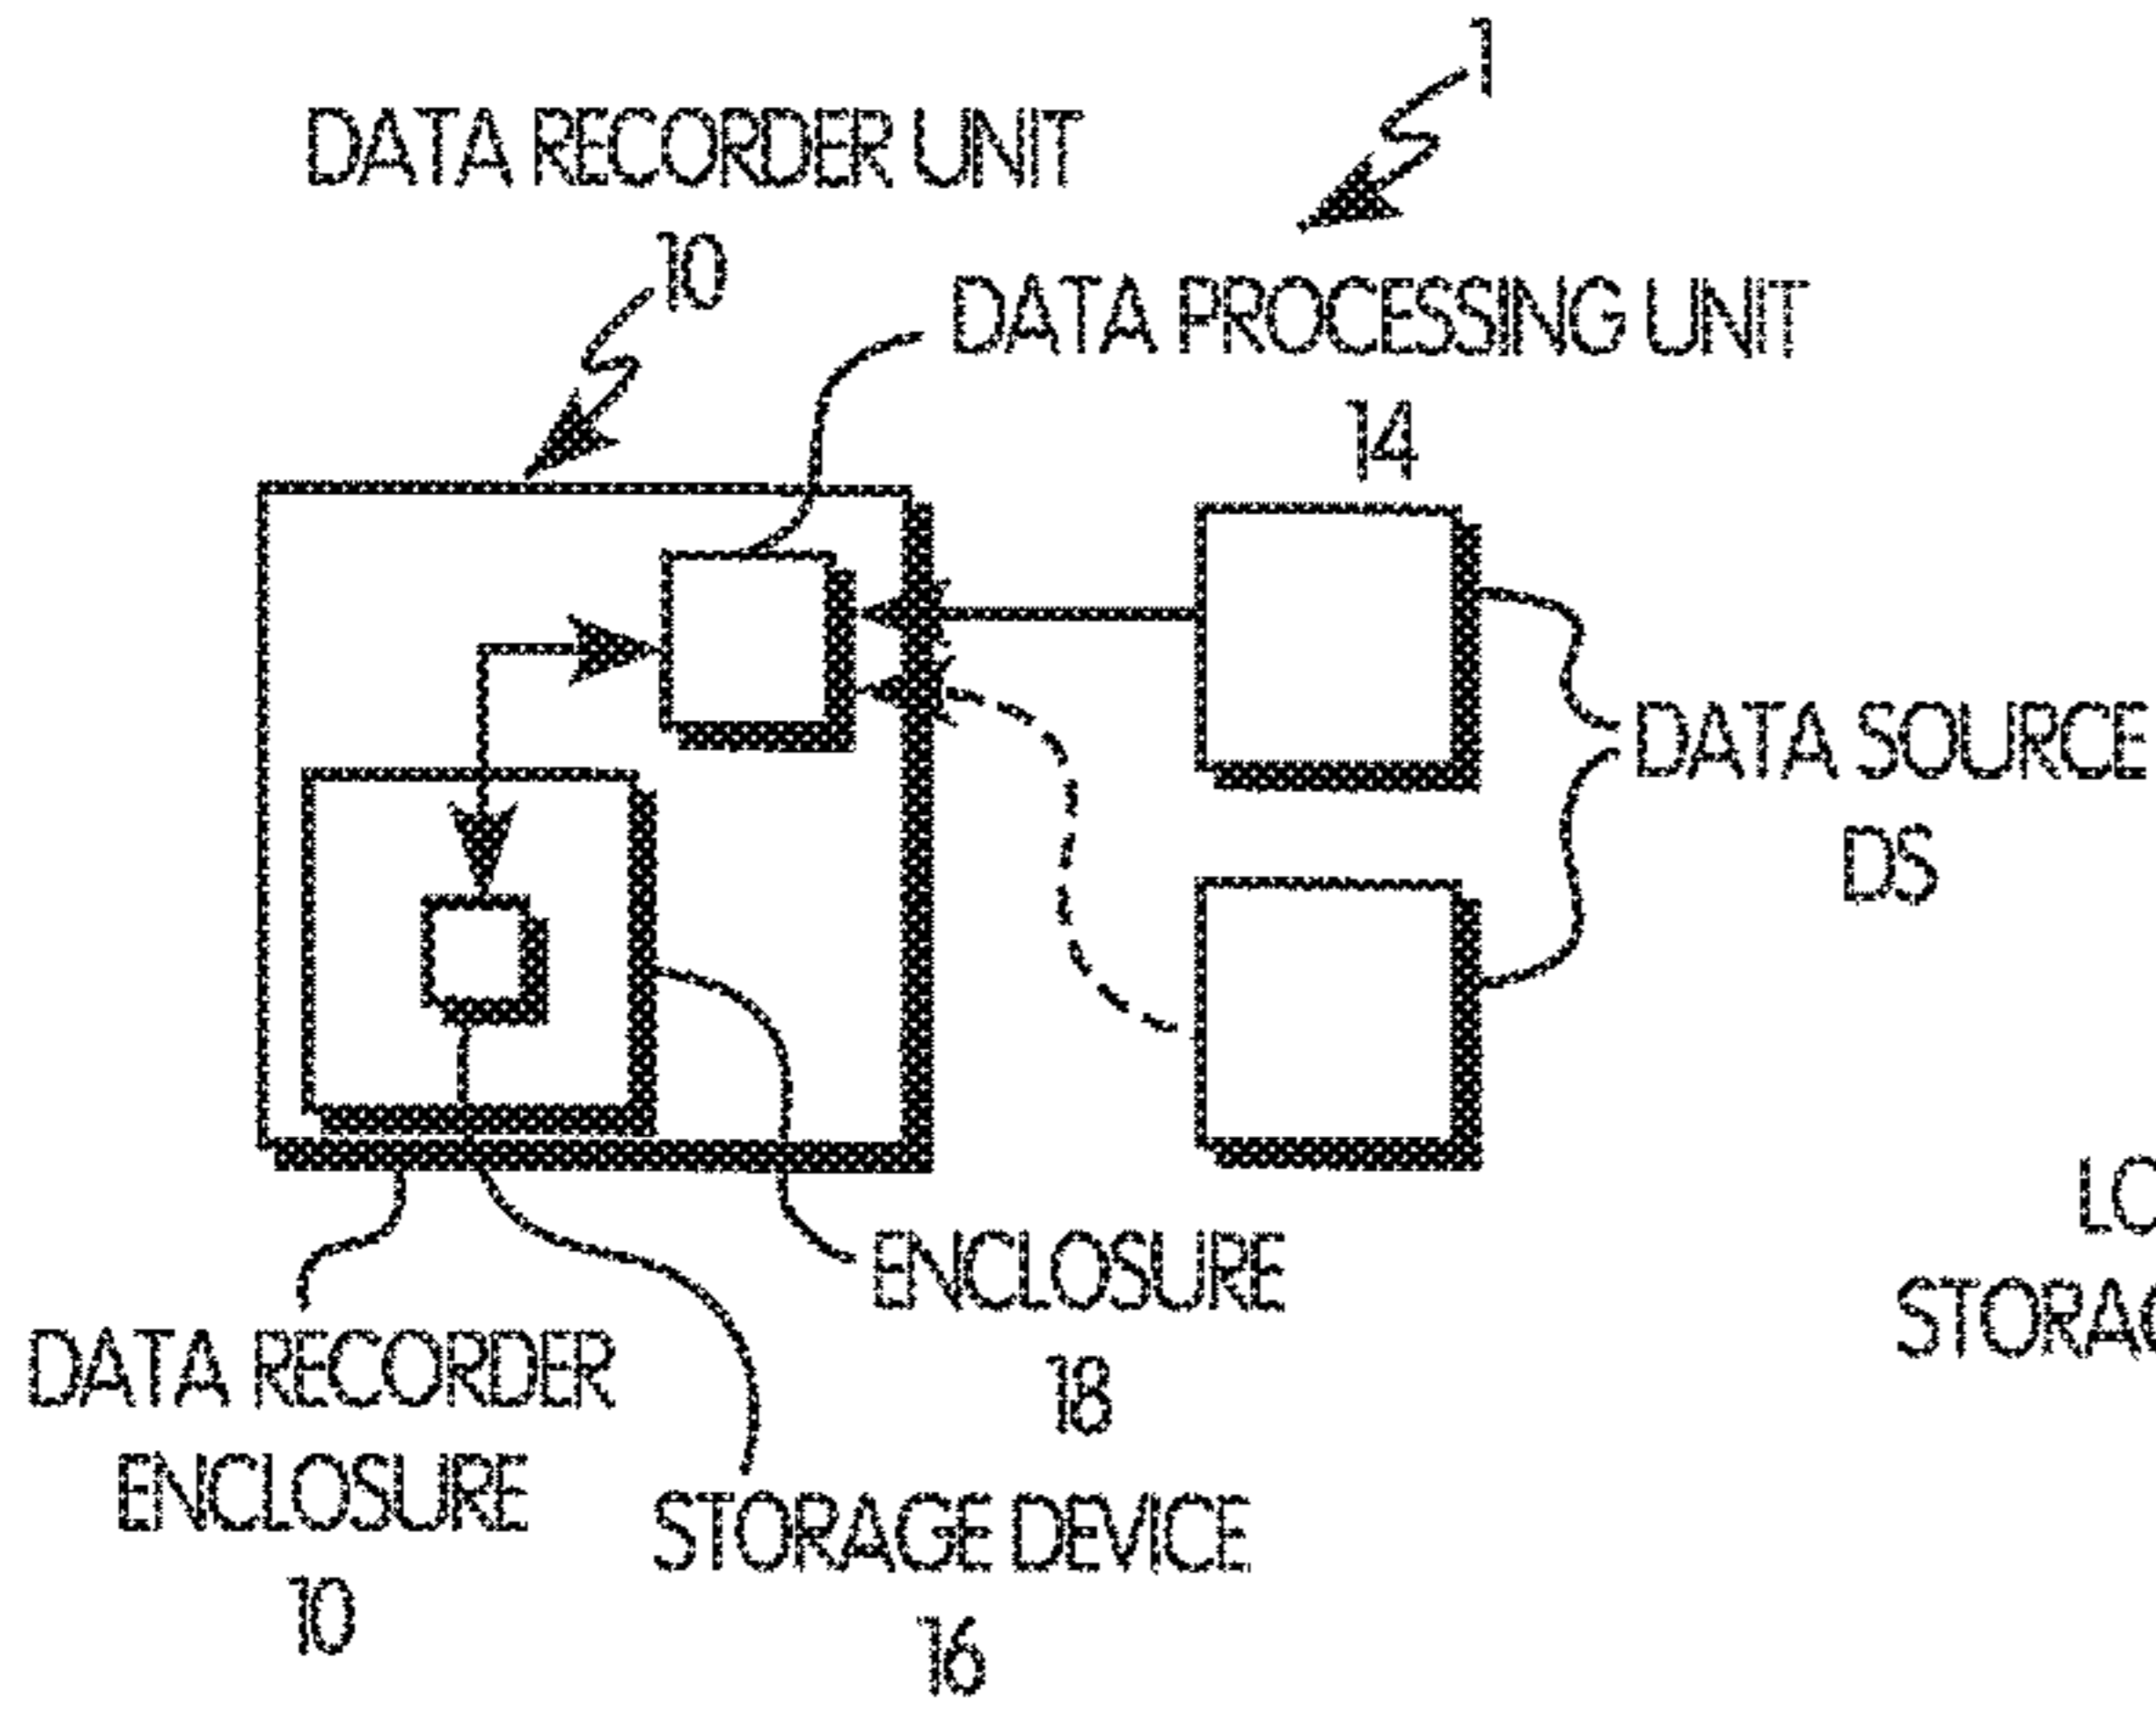 1
DATA RECORDER UNIT
10
DATA PROCESSING UNIT
14
DATA SOURCE
DS
ENCLOSURE
18
DATA RECORDER
ENCLOSURE
10
STORAGE DEVICE
16